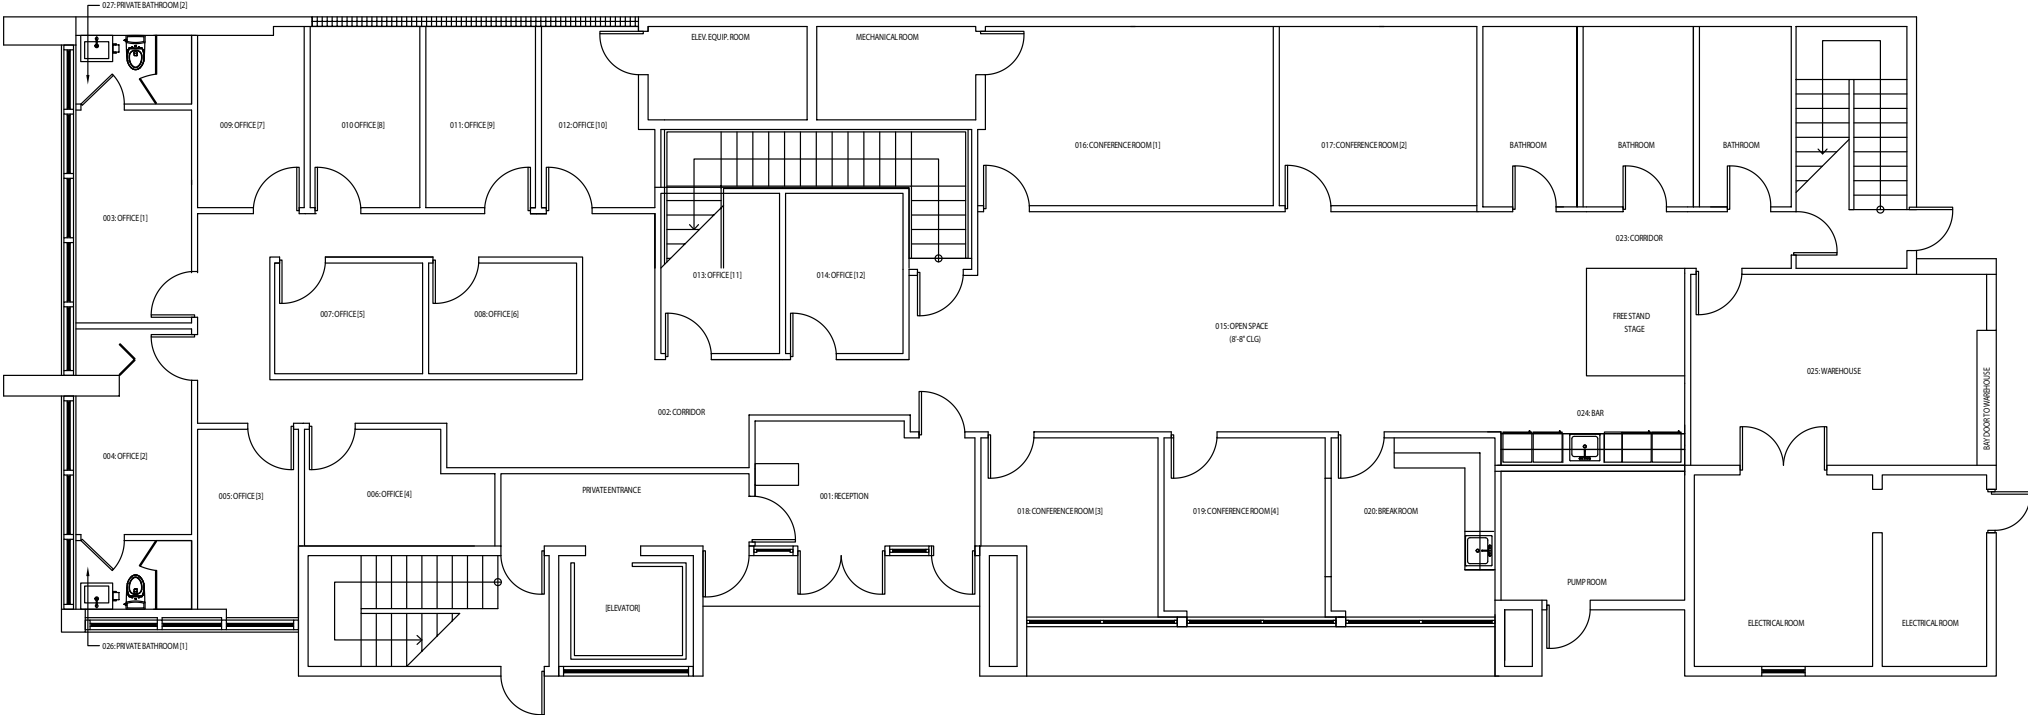 027: PRIVATE BATHROOM [2]
ELEV. EQUIP. ROOM
MECHANICAL ROOM
009: OFFICE [7]
010 OFFICE [8]
011: OFFICE [9]
012: OFFICE [10]
016: CONFERENCE ROOM [1]
017: CONFERENCE ROOM [2]
BATHROOM
BATHROOM
BATHROOM
003: OFFICE [1]
023: CORRIDOR
013: OFFICE [11]
014: OFFICE [12]
007: OFFICE [5]
008: OFFICE [6]
015: OPEN SPACE
(8'-8" CLG)
FREE STAND
STAGE
025: WAREHOUSE
BAY DOOR TO WAREHOUSE
002: CORRIDOR
024: BAR
004: OFFICE [2]
005: OFFICE [3]
006: OFFICE [4]
PRIVATE ENTRANCE
001: RECEPTION
018: CONFERENCE ROOM [3]
019: CONFERENCE ROOM [4]
020: BREAK ROOM
PUMP ROOM
[ELEVATOR]
ELECTRICAL ROOM
ELECTRICAL ROOM
026: PRIVATE BATHROOM [1]